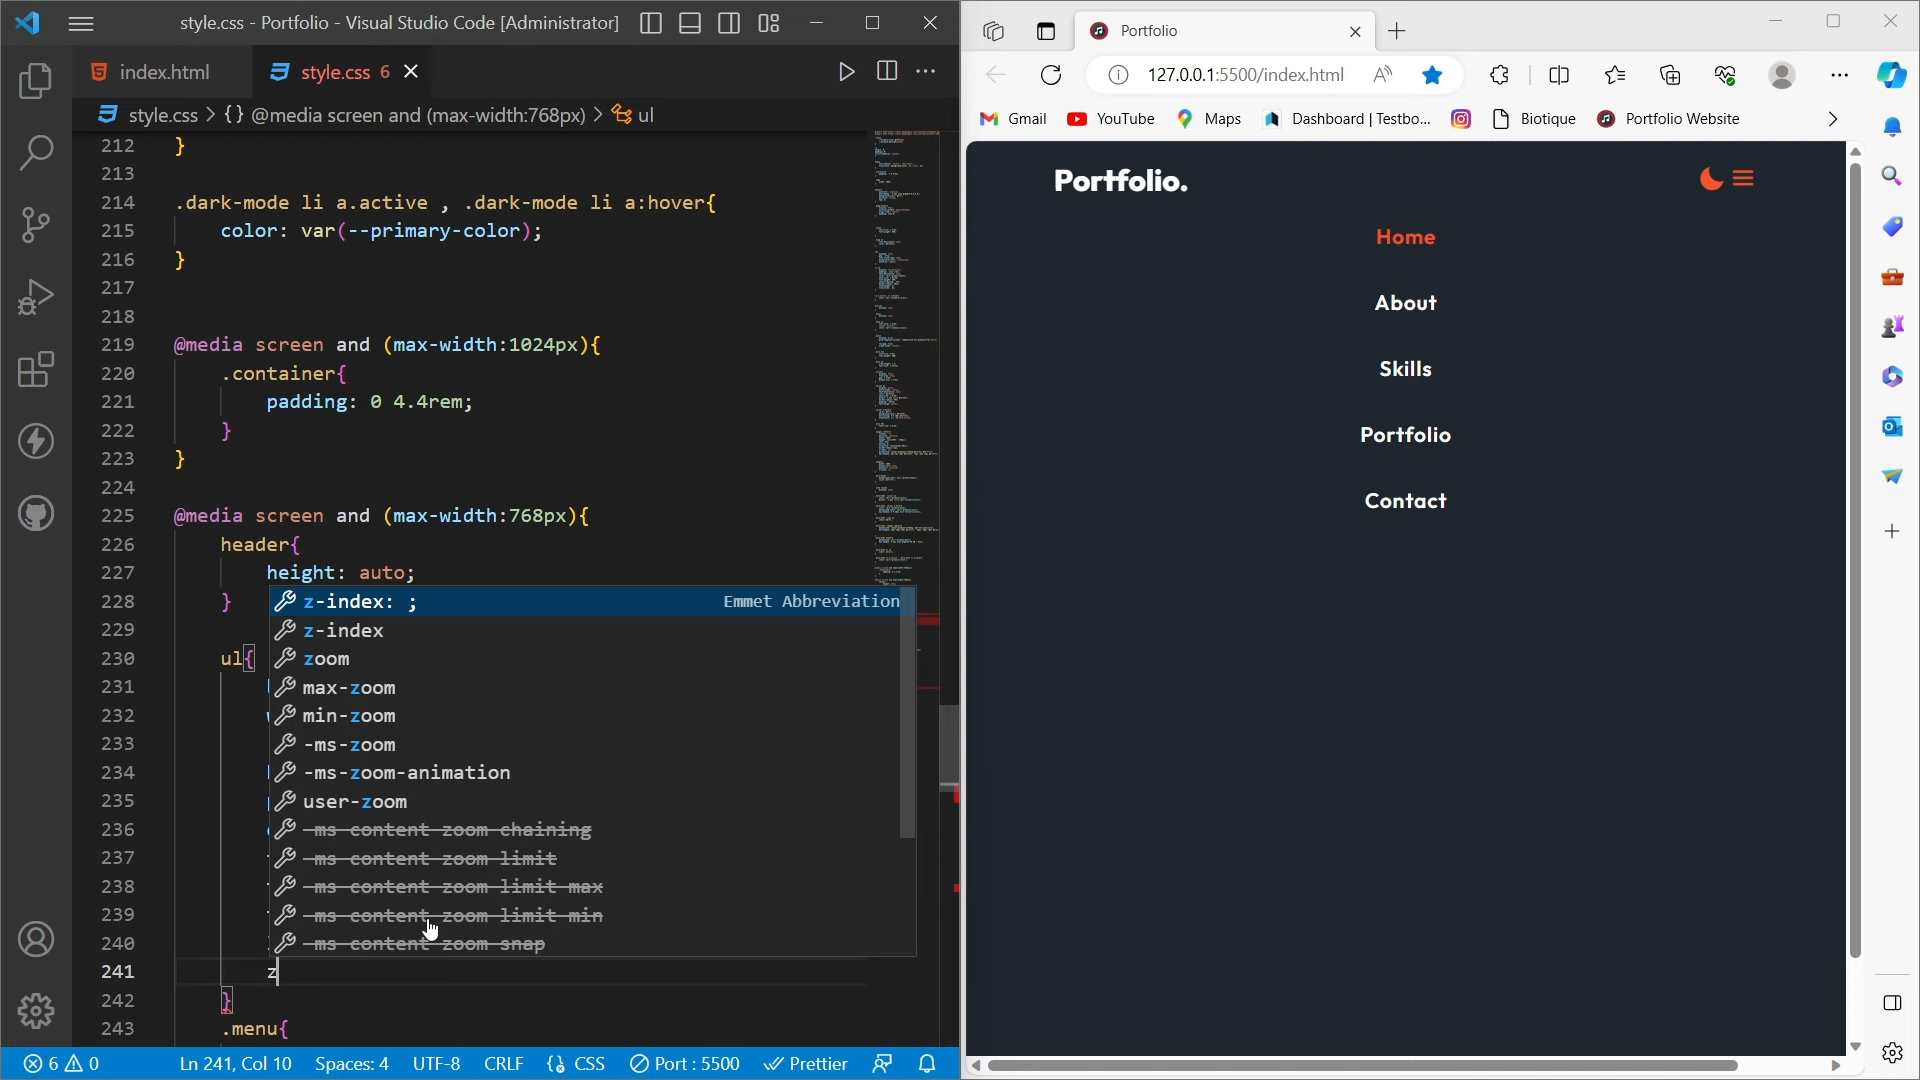 style.css - Portfolio - Visual Studio Code [Administrator]
index.html
style.css 6
style.css > {} @media screen and (max-width:768px) > ul
212 }
213
214 .dark-mode li a.active , .dark-mode li a:hover{
215 color: var(--primary-color);
216 }
217
218
219 @media screen and (max-width:1024px){
220 .container{
221 padding: 0 4.4rem;
222 }
223 }
224
225 @media screen and (max-width:768px){
226 header{
227 height: auto;
228 }
229
230 ul{
231
232
233
234
235
236
237
238
239
240
241 z
242 }
243 .menu{
z-index: ; Emmet Abbreviation
z-index
zoom
max-zoom
min-zoom
-ms-zoom
-ms-zoom-animation
user-zoom
-ms-content-zoom-chaining
-ms-content-zoom-limit
-ms-content-zoom-limit-max
-ms-content-zoom-limit-min
-ms-content-zoom-snap
6 0 Ln 241, Col 10 Spaces: 4 UTF-8 CRLF {} CSS Port : 5500 Prettier
Portfolio
127.0.0.1:5500/index.html
Gmail YouTube Maps Dashboard | Testbo... Biotique Portfolio Website
Portfolio.
Home
About
Skills
Portfolio
Contact